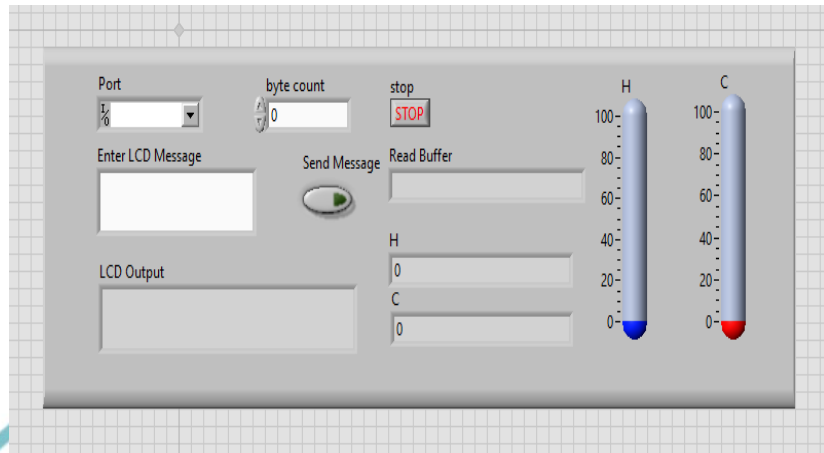 Port
byte count
0
stop
STOP
Enter LCD Message
Send Message
Read Buffer
H
0
C
0
LCD Output
H
100
80
60
40
20
0
C
100
80
60
40
20
0
I/O